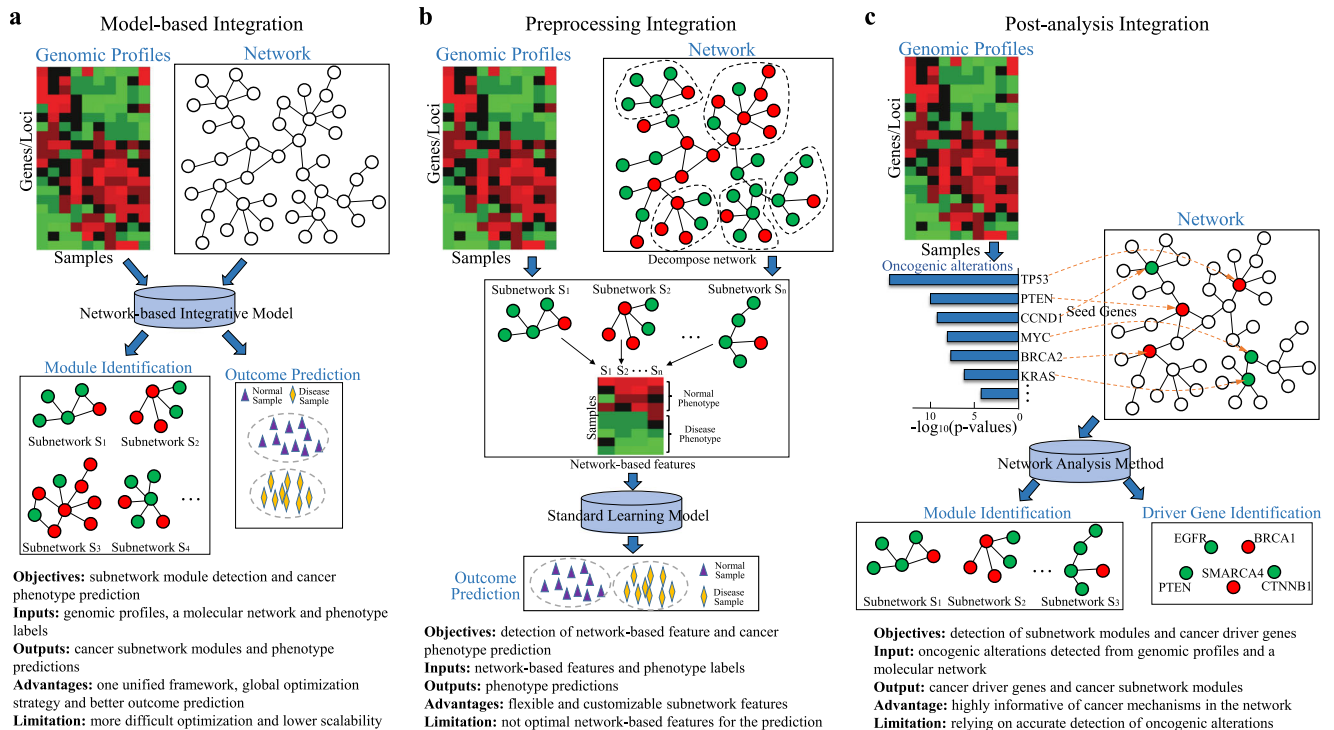 a
Model-based Integration
Genomic Profiles
Network
Genes/Loci
Samples
Network-based Integrative Model
Module Identification
Outcome Prediction
Subnetwork S1
Subnetwork S2
Subnetwork S3
Subnetwork S4
...
Normal Sample
Disease Sample
Objectives: subnetwork module detection and cancer
phenotype prediction
Inputs: genomic profiles, a molecular network and phenotype
labels
Outputs: cancer subnetwork modules and phenotype
predictions
Advantages: one unified framework, global optimization
strategy and better outcome prediction
Limitation: more difficult optimization and lower scalability
b
Preprocessing Integration
Genomic Profiles
Network
Genes/Loci
Samples
Decompose network
Subnetwork S1
Subnetwork S2
Subnetwork Sn
...
S1 S2 ... Sn
Samples
Normal
Phenotype
Disease
Phenotype
Network-based features
Standard Learning Model
Outcome
Prediction
Normal
Sample
Disease
Sample
Objectives: detection of network-based feature and cancer
phenotype prediction
Inputs: network-based features and phenotype labels
Outputs: phenotype predictions
Advantages: flexible and customizable subnetwork features
Limitation: not optimal network-based features for the prediction
c
Post-analysis Integration
Genomic Profiles
Genes/Loci
Samples
Network
Oncogenic alterations
TP53
PTEN
CCND1
Seed Genes
MYC
BRCA2
KRAS
:
10 5 0
-log10(p-values)
Network Analysis Method
Module Identification
Driver Gene Identification
Subnetwork S1
Subnetwork S2
...
Subnetwork S3
EGFR
BRCA1
SMARCA4
PTEN
CTNNB1
Objectives: detection of subnetwork modules and cancer driver genes
Input: oncogenic alterations detected from genomic profiles and a
molecular network
Output: cancer driver genes and cancer subnetwork modules
Advantage: highly informative of cancer mechanisms in the network
Limitation: relying on accurate detection of oncogenic alterations